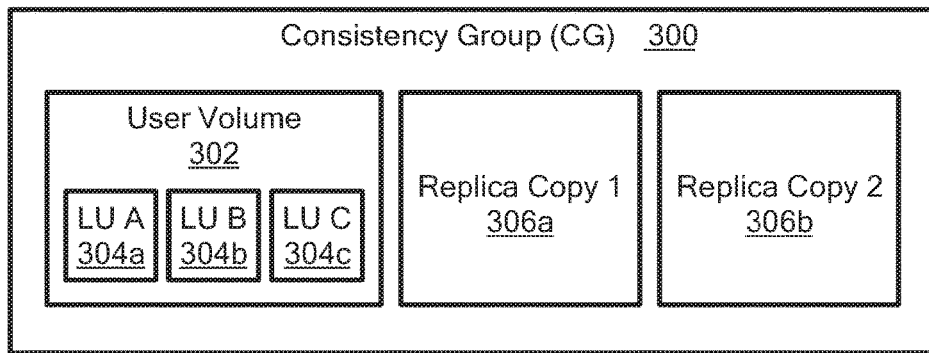 Consistency Group (CG) 300
User Volume
302
LU A LU B LU C
304a 304b 304c
Replica Copy 1
306a
Replica Copy 2
306b